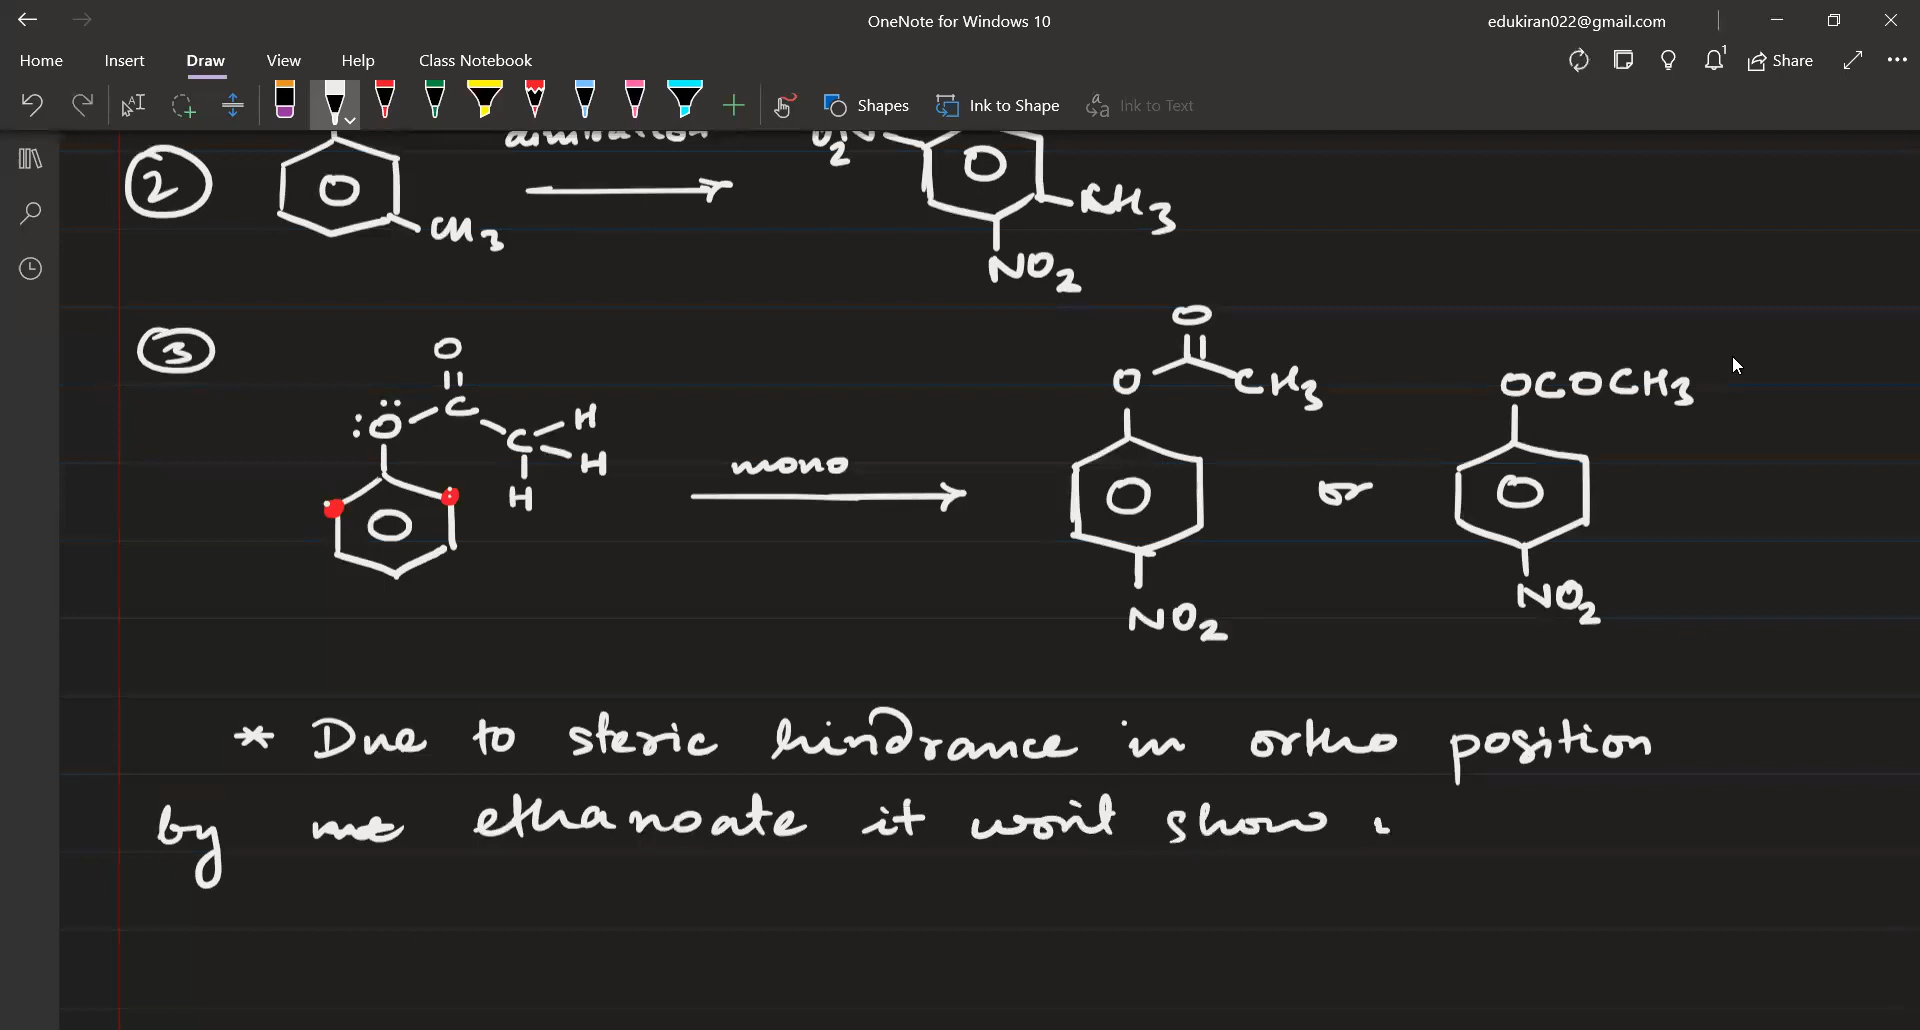 OneNote for Windows 10
edukiran022@gmail.com
Home Insert Draw View Help Class Notebook
1
Share
Shapes
Ink to Shape
Ink to Text
2
CH3
O2N
CH3
NO2
3
O
:O: C
C H
H
H
mono
O
O CH3
NO2
or
OCOCH3
NO2
* Due to steric hindrance in ortho position
by ethanoate it won't show